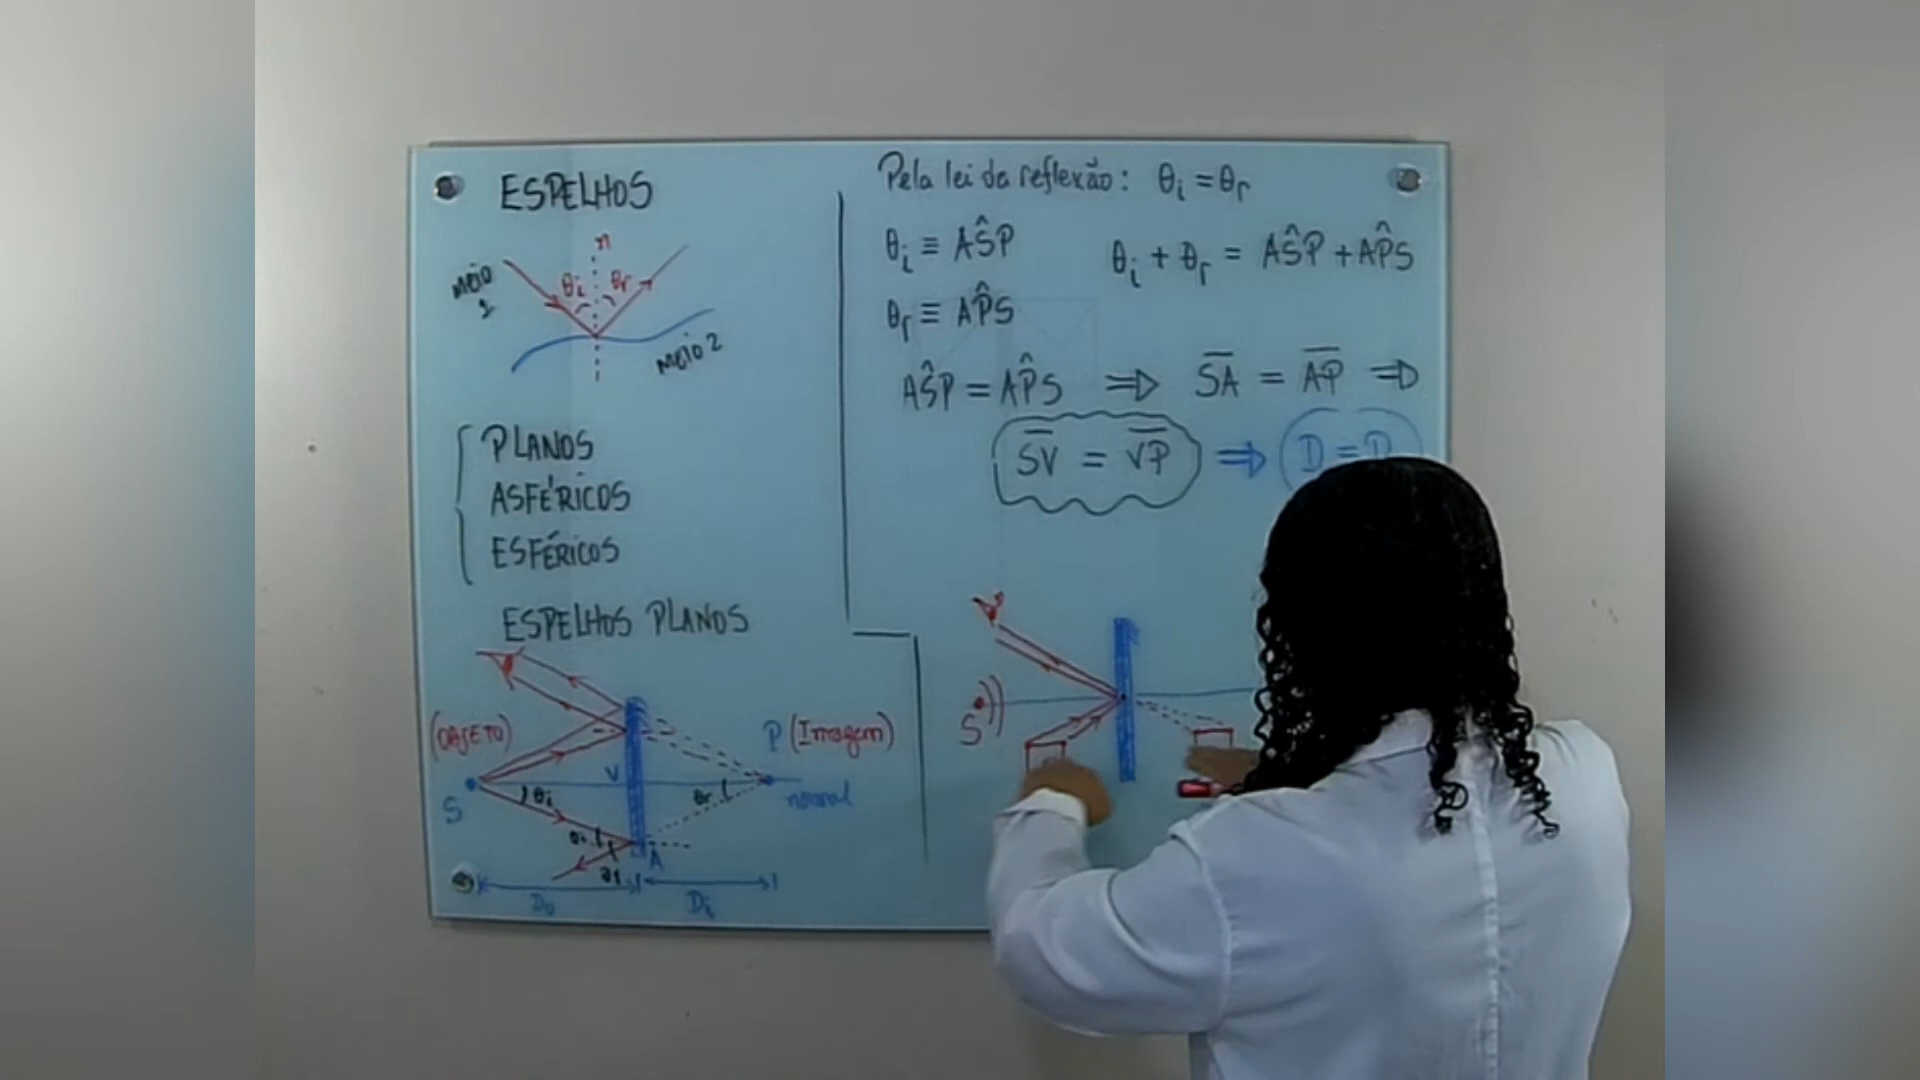 ESPELHOS
n
θi θr
MEIO
1
MEIO 2
PLANOS
ASFÉRICOS
ESFÉRICOS
ESPELHOS PLANOS
(OBJETO)
P (Imagem)
V
S
θi
θr
normal
θi
A
Do
Di
Pela lei da reflexão: θi = θr
θi ≡ AŜP
θi + θr = AŜP + AP̂S
θr ≡ AP̂S
AŜP = AP̂S ⇒ S̅A̅ = A̅P̅ ⇒
S̅V̅ = V̅P̅ ⇒ D = D
S